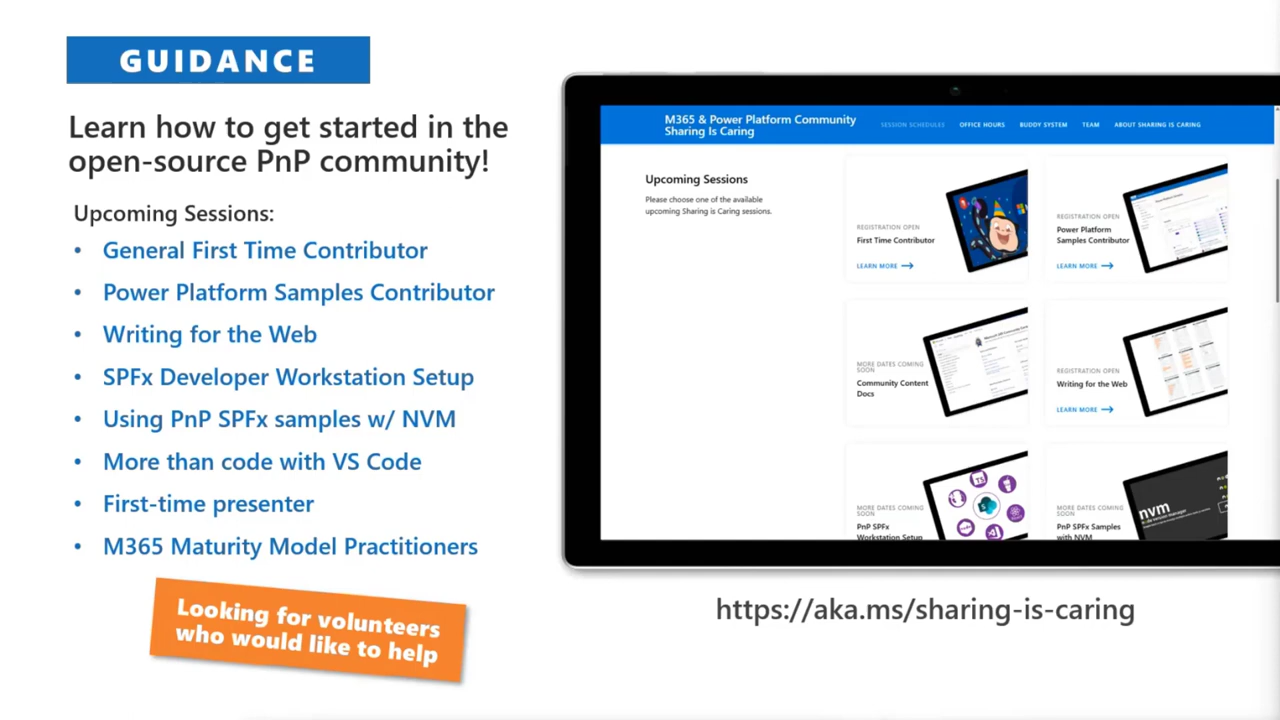 GUIDANCE
Learn how to get started in the
open-source PnP community!
Upcoming Sessions:
• General First Time Contributor
• Power Platform Samples Contributor
• Writing for the Web
• SPFx Developer Workstation Setup
• Using PnP SPFx samples w/ NVM
• More than code with VS Code
• First-time presenter
• M365 Maturity Model Practitioners
Looking for volunteers
who would like to help
M365 & Power Platform Community
Sharing Is Caring
SESSION SCHEDULES
OFFICE HOURS
BUDDY SYSTEM
TEAM
ABOUT SHARING IS CARING
Upcoming Sessions
Please choose one of the available
upcoming Sharing is Caring sessions.
REGISTRATION OPEN
First Time Contributor
LEARN MORE
REGISTRATION OPEN
Power Platform
Samples Contributor
LEARN MORE
MORE DATES COMING
SOON
Community Content
Docs
REGISTRATION OPEN
Writing for the Web
LEARN MORE
MORE DATES COMING
SOON
PnP SPFx
Workstation Setup
MORE DATES COMING
SOON
PnP SPFx Samples
with NVM
nvm
https://aka.ms/sharing-is-caring